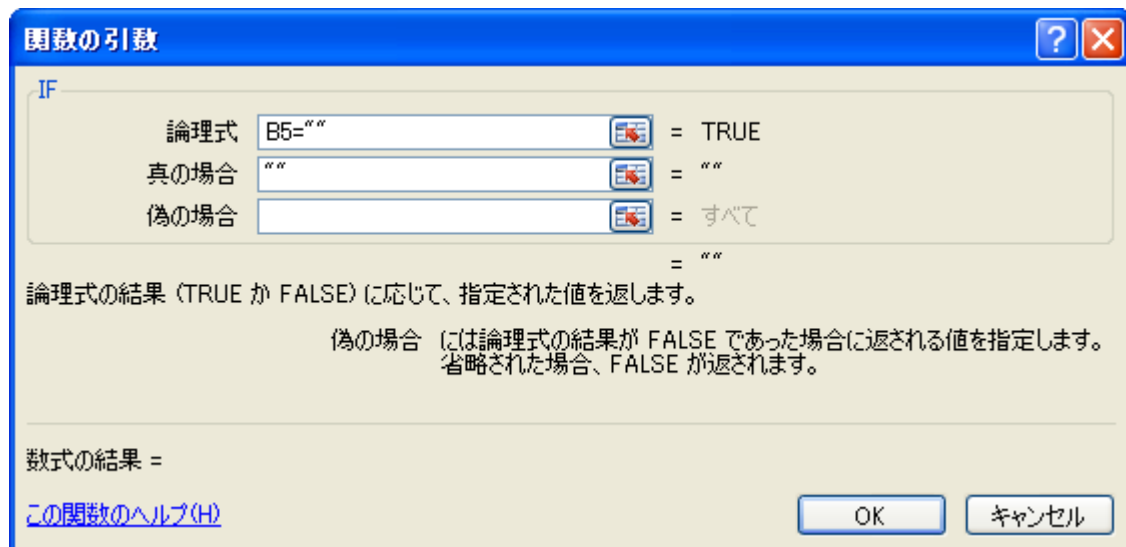 関数の引数
IF
論理式 B5="" = TRUE
真の場合 "" = ""
偽の場合 = すべて
= ""
論理式の結果 (TRUE か FALSE) に応じて、指定された値を返します。
偽の場合 には論理式の結果が FALSE であった場合に返される値を指定します。
省略された場合、FALSE が返されます。
数式の結果 =
この関数のヘルプ(H)
OK キャンセル